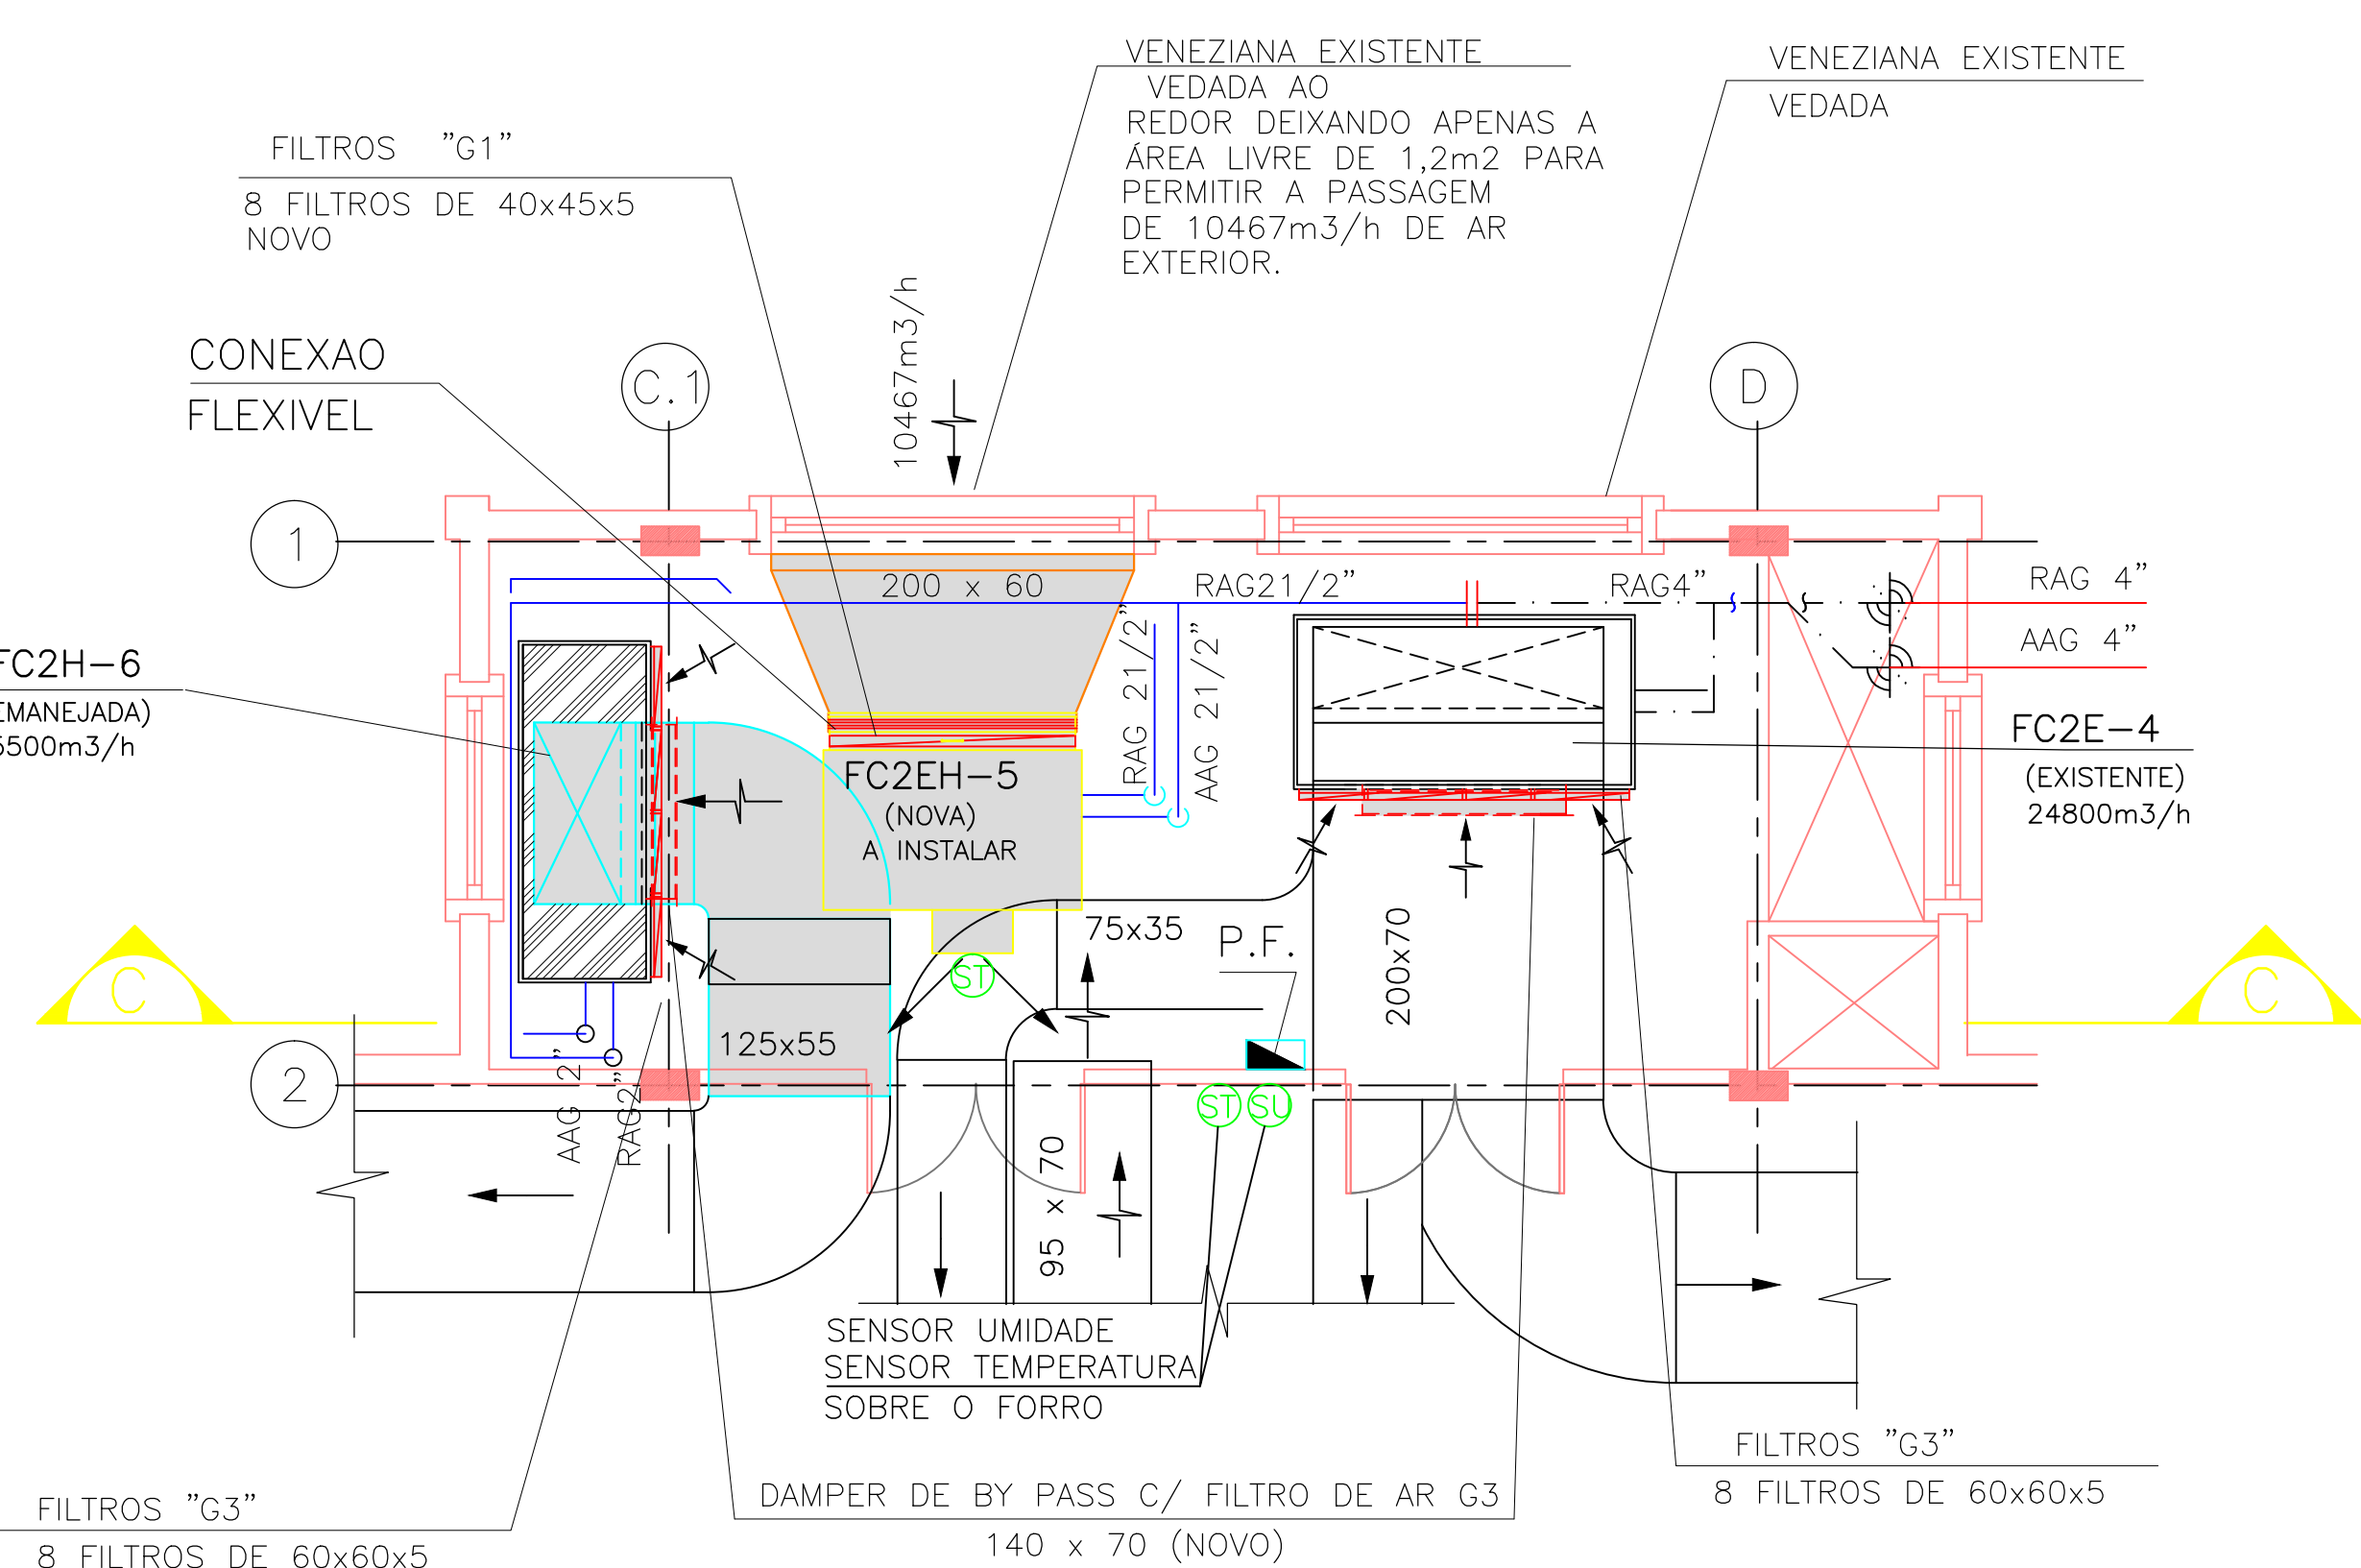 VENEZIANA EXISTENTE
VEDADA AO
REDOR DEIXANDO APENAS A
ÁREA LIVRE DE 1,2m2 PARA
PERMITIR A PASSAGEM
DE 10467m3/h DE AR
EXTERIOR.
VENEZIANA EXISTENTE
VEDADA
FILTROS "G1"
8 FILTROS DE 40x45x5
NOVO
10467m3/h
CONEXAO
FLEXIVEL
C.1
D
1
200 x 60
RAG21/2"
RAG4"
RAG 4"
AAG 4"
RAG 21/2"
AAG 21/2"
FC2H-6
EMANEJADA)
5500m3/h
FC2EH-5
(NOVA)
A INSTALAR
FC2E-4
(EXISTENTE)
24800m3/h
75x35
P.F.
200x70
C
ST
C
125x55
2
AAG 2"
RAG2"
ST
SU
95 x 70
SENSOR UMIDADE
SENSOR TEMPERATURA
SOBRE O FORRO
FILTROS "G3"
8 FILTROS DE 60x60x5
DAMPER DE BY PASS C/ FILTRO DE AR G3
140 x 70 (NOVO)
FILTROS "G3"
8 FILTROS DE 60x60x5